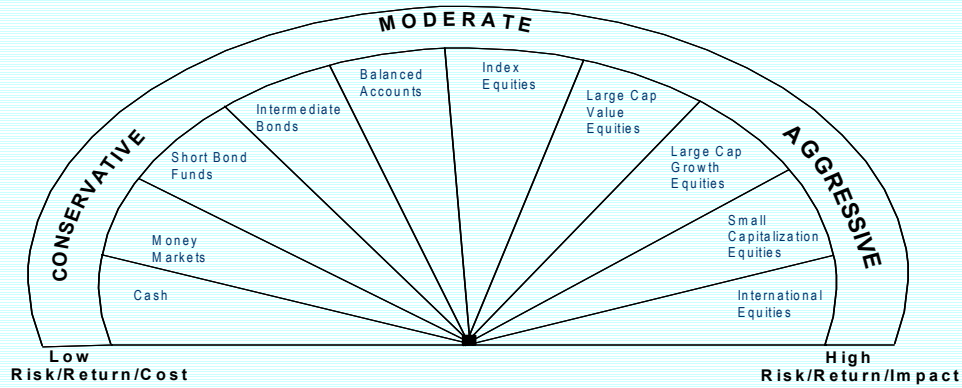 MODERATE
CONSERVATIVE
AGGRESSIVE
Cash
Money
Markets
Short Bond
Funds
Intermediate
Bonds
Balanced
Accounts
Index
Equities
Large Cap
Value
Equities
Large Cap
Growth
Equities
Small
Capitalization
Equities
International
Equities
Low
Risk/Return/Cost
High
Risk/Return/Impact